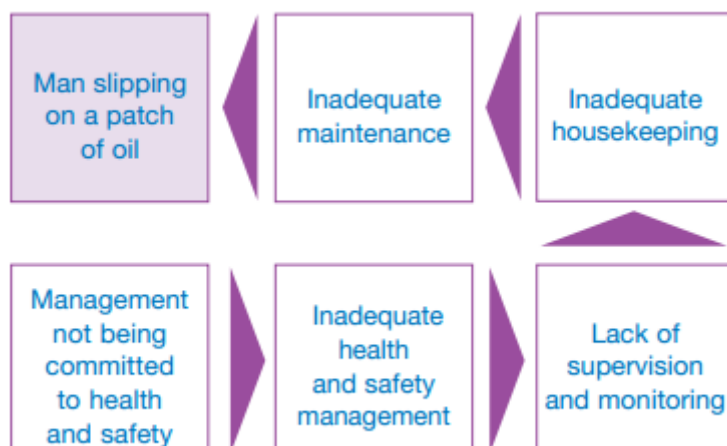 Man slipping
on a patch
of oil
Inadequate
maintenance
Inadequate
housekeeping
Management
not being
committed
to health
and safety
Inadequate
health
and safety
management
Lack of
supervision
and monitoring